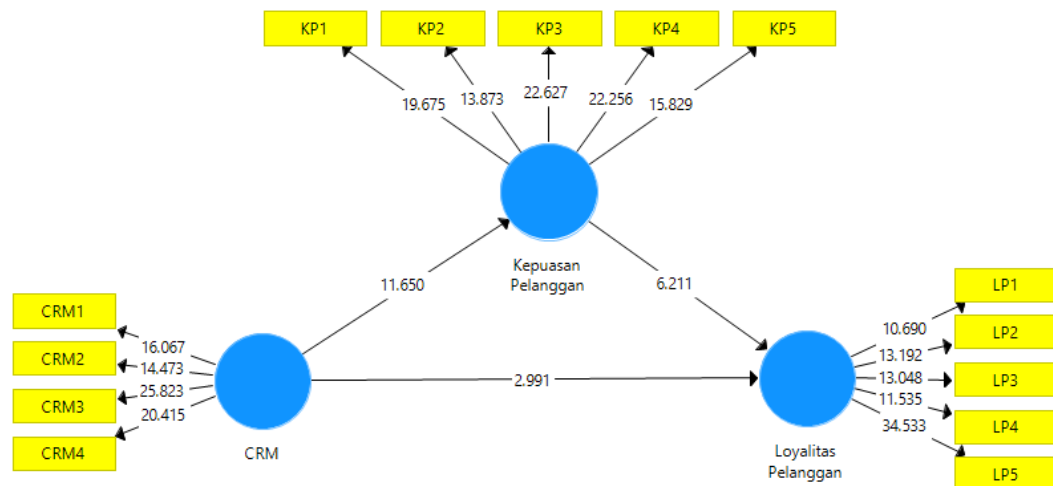 KP1 KP2 KP3 KP4 KP5
19.675 13.873 22.627 22.256 15.829
Kepuasan
Pelanggan
11.650 6.211
CRM1
CRM2
CRM3
CRM4
16.067
14.473
25.823
20.415
CRM
2.991
LP1
LP2
LP3
LP4
LP5
10.690
13.192
13.048
11.535
34.533
Loyalitas
Pelanggan